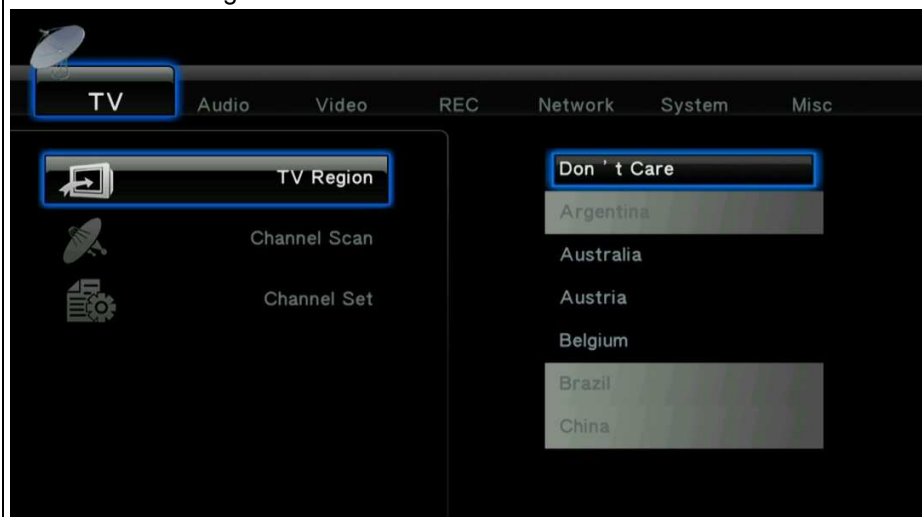 TV Audio Video REC Network System Misc
TV Region
Channel Scan
Channel Set
Don ’ t Care
Argentina
Australia
Austria
Belgium
Brazil
China